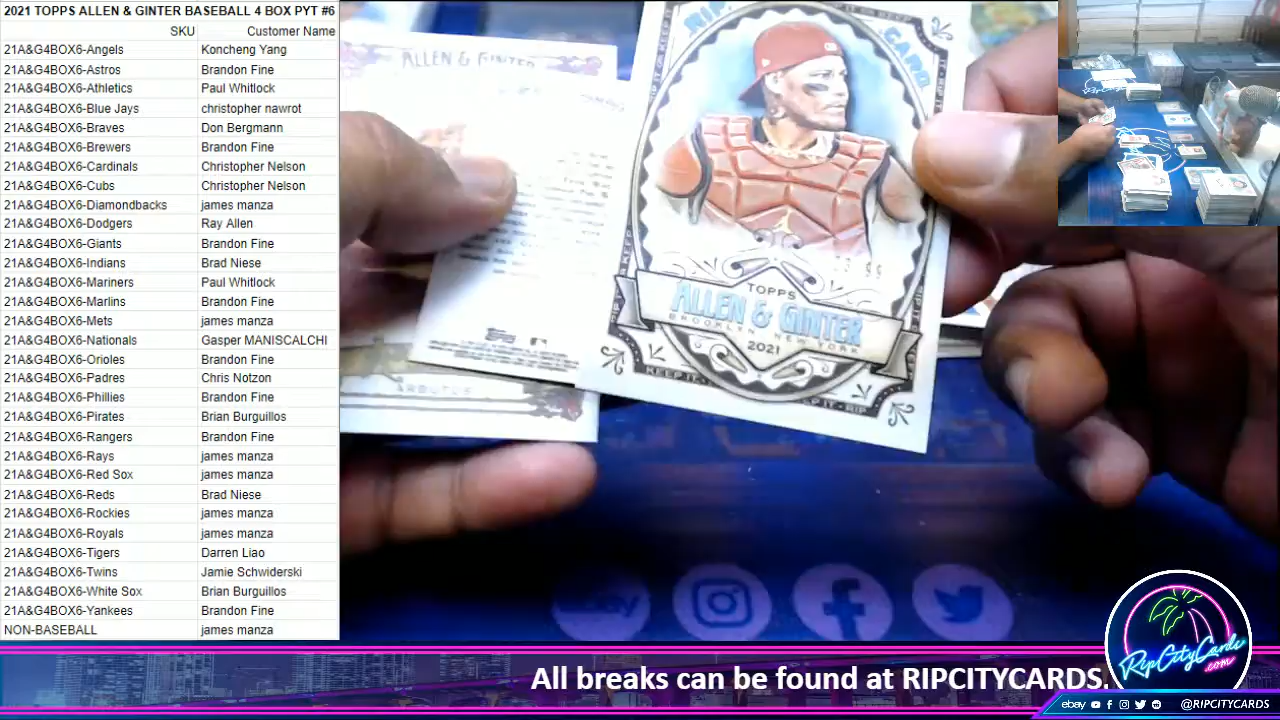 2021 TOPPS ALLEN & GINTER BASEBALL 4 BOX PYT #6
SKU Customer Name
21A&G4BOX6-Angels Koncheng Yang
21A&G4BOX6-Astros Brandon Fine
21A&G4BOX6-Athletics Paul Whitlock
21A&G4BOX6-Blue Jays christopher nawrot
21A&G4BOX6-Braves Don Bergmann
21A&G4BOX6-Brewers Brandon Fine
21A&G4BOX6-Cardinals Christopher Nelson
21A&G4BOX6-Cubs Christopher Nelson
21A&G4BOX6-Diamondbacks james manza
21A&G4BOX6-Dodgers Ray Allen
21A&G4BOX6-Giants Brandon Fine
21A&G4BOX6-Indians Brad Niese
21A&G4BOX6-Mariners Paul Whitlock
21A&G4BOX6-Marlins Brandon Fine
21A&G4BOX6-Mets james manza
21A&G4BOX6-Nationals Gasper MANISCALCHI
21A&G4BOX6-Orioles Brandon Fine
21A&G4BOX6-Padres Chris Notzon
21A&G4BOX6-Phillies Brandon Fine
21A&G4BOX6-Pirates Brian Burguillos
21A&G4BOX6-Rangers Brandon Fine
21A&G4BOX6-Rays james manza
21A&G4BOX6-Red Sox james manza
21A&G4BOX6-Reds Brad Niese
21A&G4BOX6-Rockies james manza
21A&G4BOX6-Royals james manza
21A&G4BOX6-Tigers Darren Liao
21A&G4BOX6-Twins Jamie Schwiderski
21A&G4BOX6-White Sox Brian Burguillos
21A&G4BOX6-Yankees Brandon Fine
NON-BASEBALL james manza
ALLEN & GINTER
RIP CARD
TOPPS
ALLEN & GINTER
BROOKLYN NEW YORK
2021
KEEP IT
RIP
All breaks can be found at RIPCITYCARDS.
RipCityCards
.com
ebay @RIPCITYCARDS